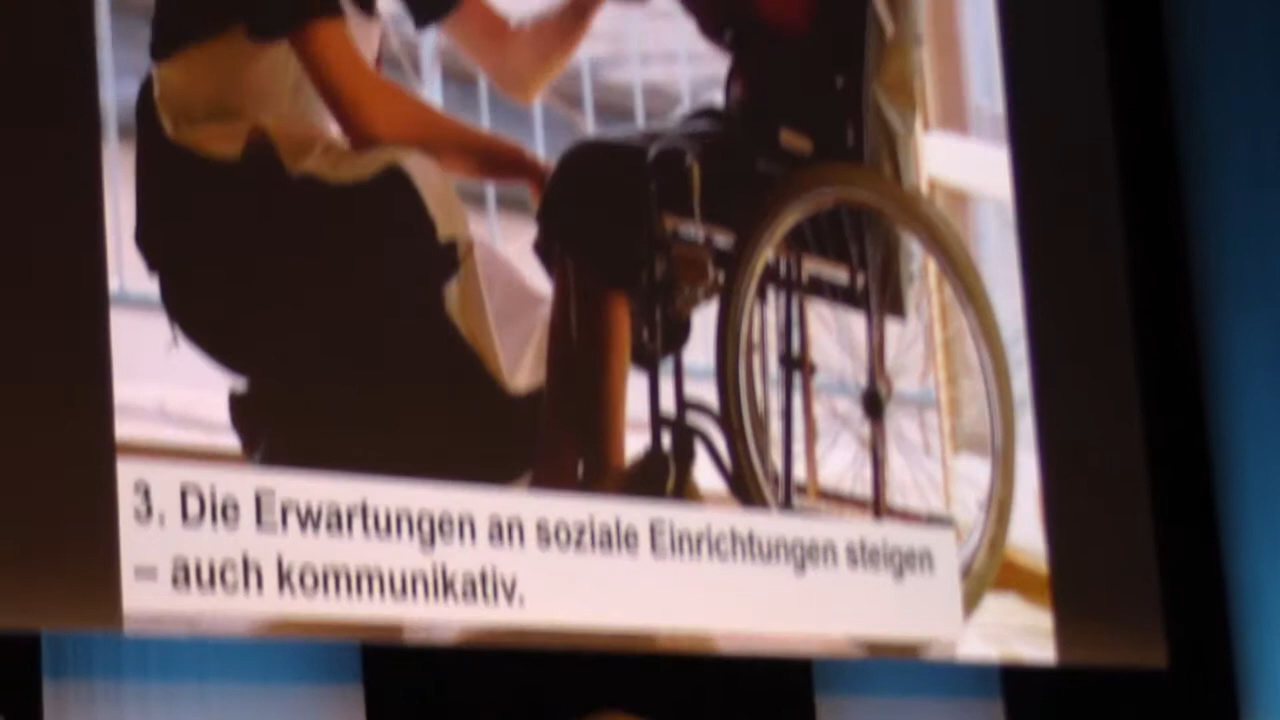 3. Die Erwartungen an soziale Einrichtungen steigen
– auch kommunikativ.